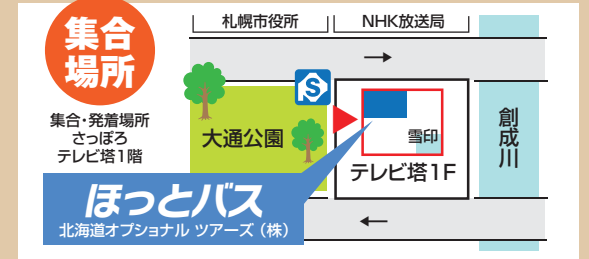 集合
場所
集合・発着場所
さっぽろ
テレビ塔1階
札幌市役所
NHK放送局
→
S
大通公園
雪印
テレビ塔1F
創成川
ほっとバス
北海道オプショナル ツアーズ（株）
←